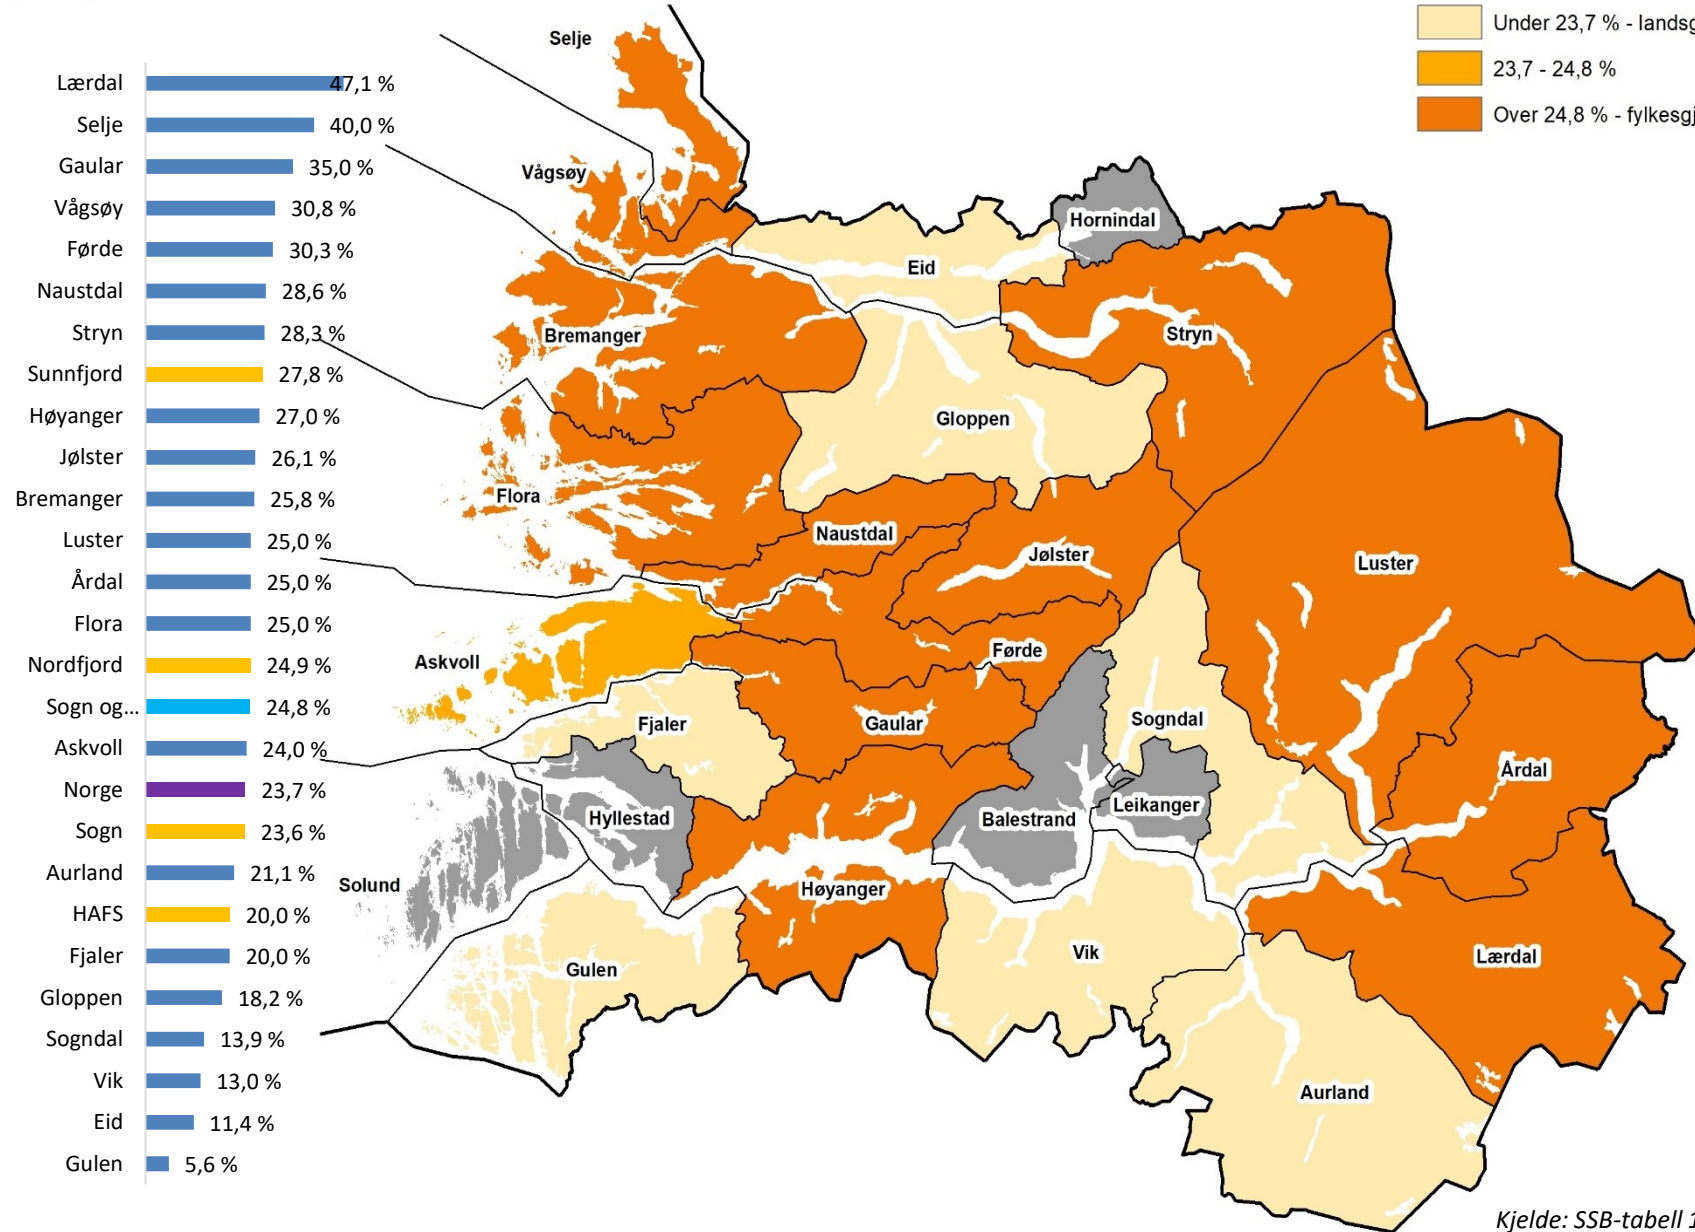 Lærdal 47,1 %
Selje 40,0 %
Gaular 35,0 %
Vågsøy 30,8 %
Førde 30,3 %
Naustdal 28,6 %
Stryn 28,3 %
Sunnfjord 27,8 %
Høyanger 27,0 %
Jølster 26,1 %
Bremanger 25,8 %
Luster 25,0 %
Årdal 25,0 %
Flora 25,0 %
Nordfjord 24,9 %
Sogn og... 24,8 %
Askvoll 24,0 %
Norge 23,7 %
Sogn 23,6 %
Aurland 21,1 %
HAFS 20,0 %
Fjaler 20,0 %
Gloppen 18,2 %
Sogndal 13,9 %
Vik 13,0 %
Eid 11,4 %
Gulen 5,6 %
Under 23,7 % - landsg
23,7 - 24,8 %
Over 24,8 % - fylkesgj
Selje
Vågsøy
Hornindal
Eid
Bremanger
Stryn
Gloppen
Flora
Naustdal
Jølster
Luster
Førde
Askvoll
Fjaler
Gaular
Sogndal
Årdal
Hyllestad
Balestrand
Leikanger
Solund
Høyanger
Gulen
Vik
Lærdal
Aurland
Kjelde: SSB-tabell 1